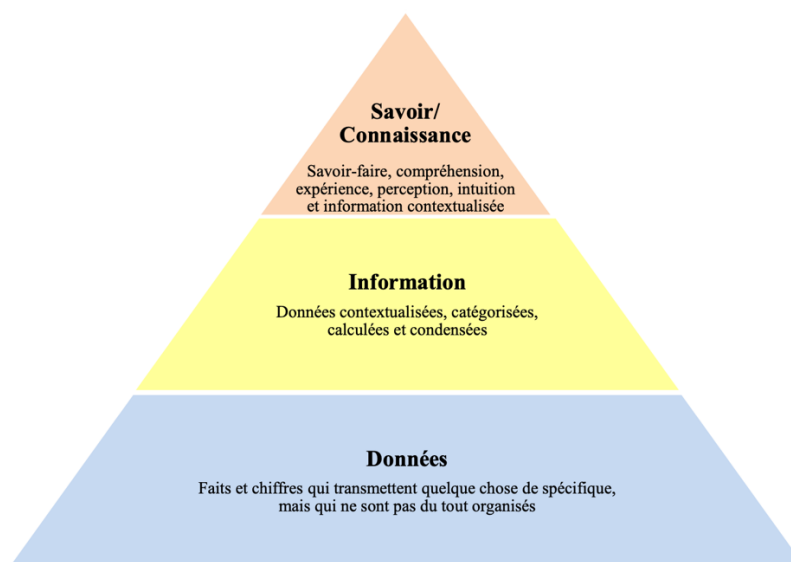 Savoir/
Connaissance
Savoir-faire, compréhension,
expérience, perception, intuition
et information contextualisée
Information
Données contextualisées, catégorisées,
calculées et condensées
Données
Faits et chiffres qui transmettent quelque chose de spécifique,
mais qui ne sont pas du tout organisés